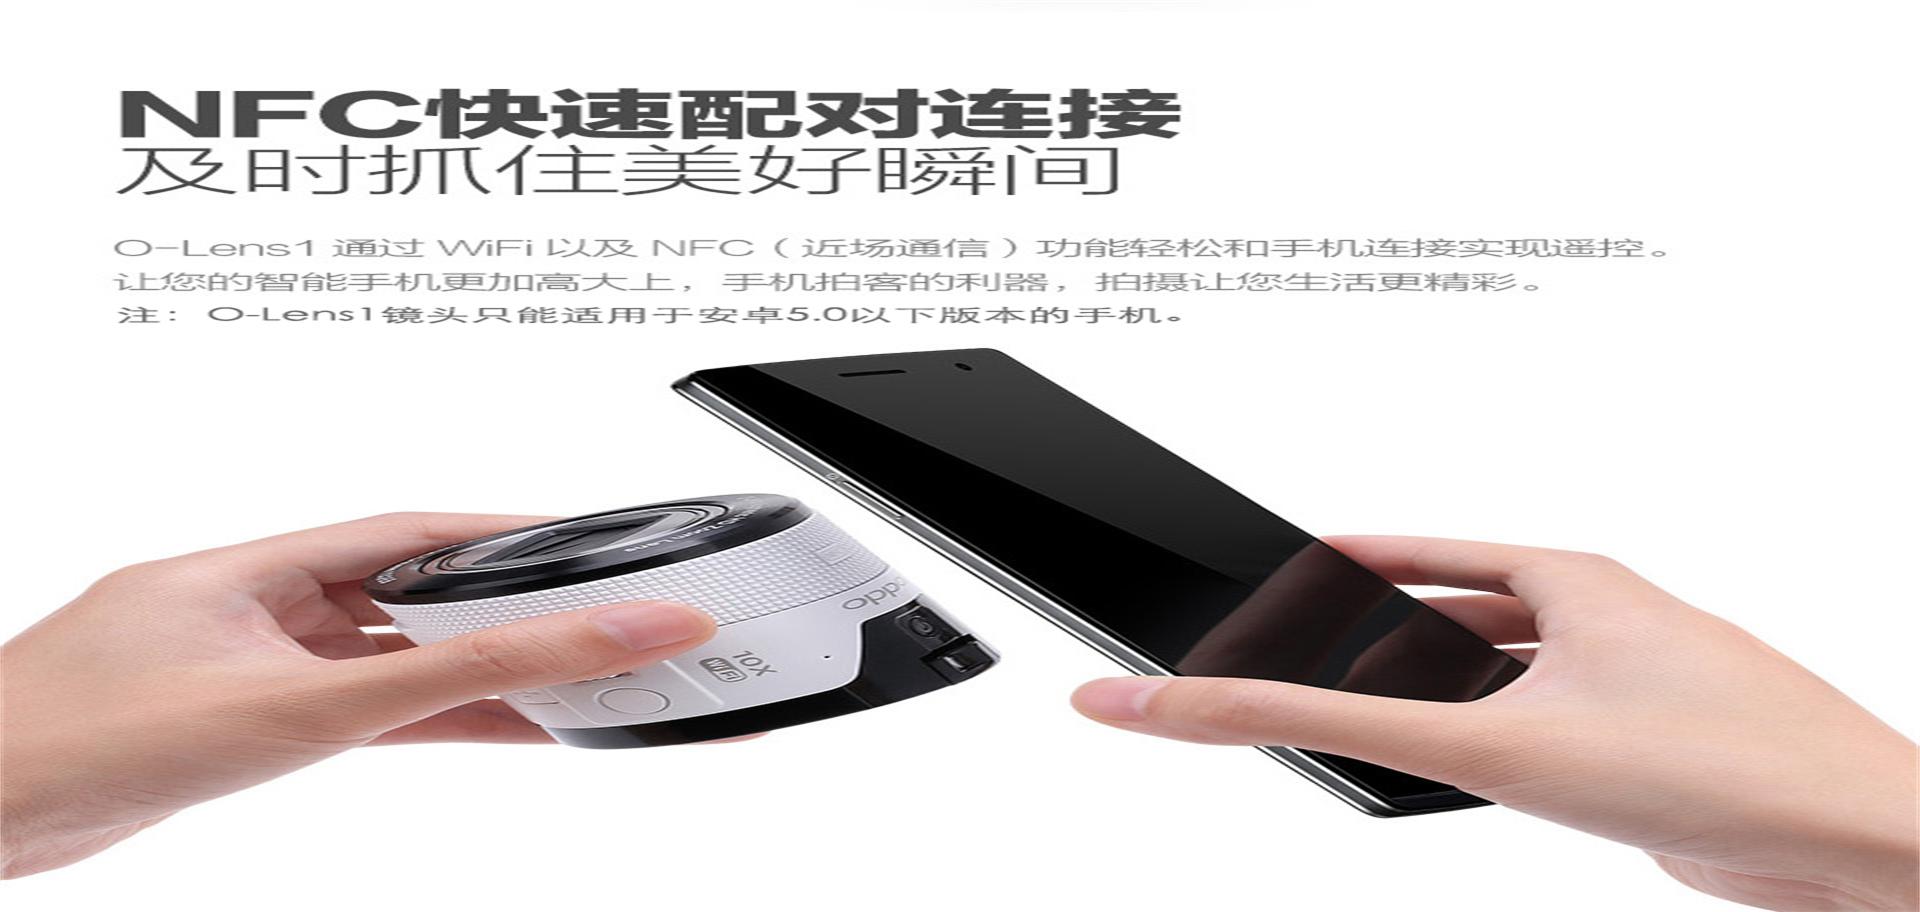 NFC快速配对连接
及时抓住美好瞬间
O-Lens1 通过 WiFi 以及 NFC（近场通信）功能轻松和手机连接实现遥控。
让您的智能手机更加高大上，手机拍客的利器，拍摄让您生活更精彩。
注： O-Lens1镜头只能适用于安卓5.0以下版本的手机。
Zoom Lens
oppo
10X
WiFi